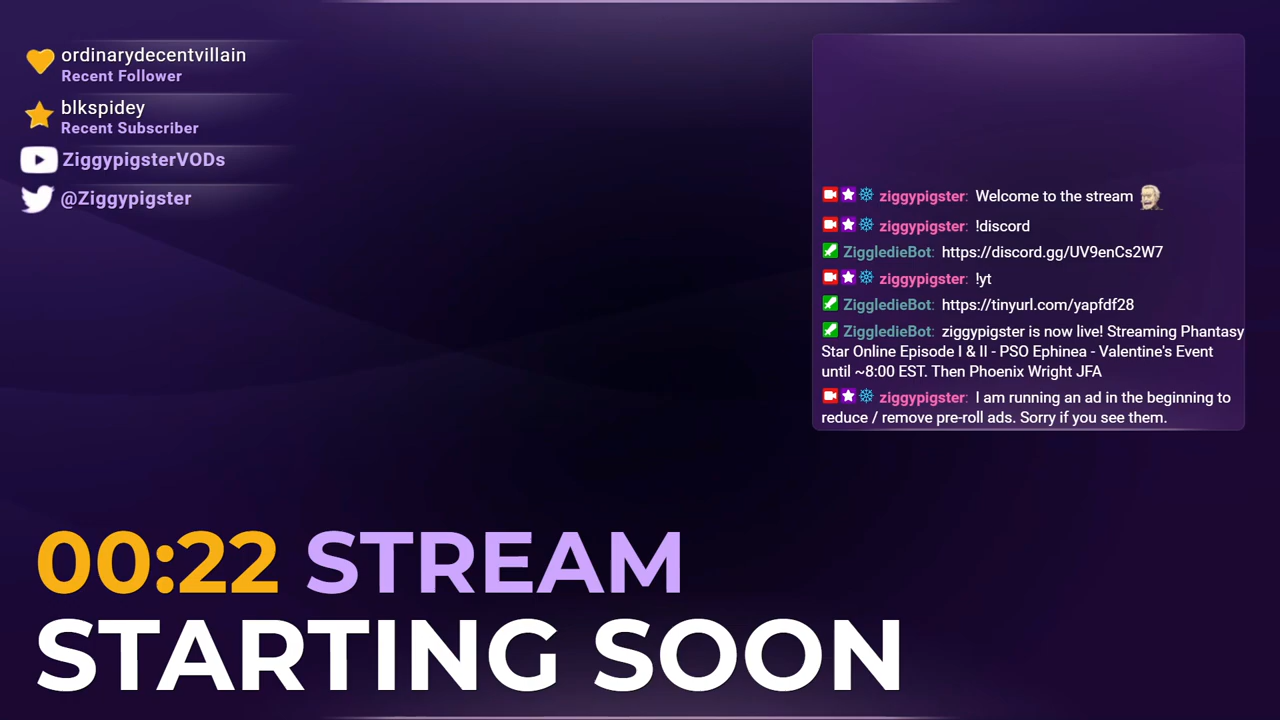 ordinarydecentvillain
Recent Follower
blkspidey
Recent Subscriber
ZiggypigsterVODs
@Ziggypigster
ziggypigster: Welcome to the stream
ziggypigster: !discord
ZiggledieBot: https://discord.gg/UV9enCs2W7
ziggypigster: !yt
ZiggledieBot: https://tinyurl.com/yapfdf28
ZiggledieBot: ziggypigster is now live! Streaming Phantasy
Star Online Episode I & II - PSO Ephinea - Valentine's Event
until ~8:00 EST. Then Phoenix Wright JFA
ziggypigster: I am running an ad in the beginning to
reduce / remove pre-roll ads. Sorry if you see them.
00:22 STREAM
STARTING SOON